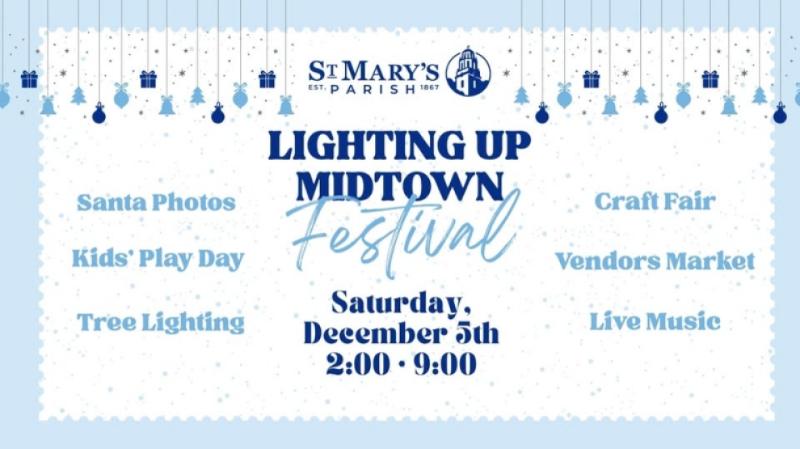 ST MARY'S
EST. PARISH 1867
LIGHTING UP
MIDTOWN
Festival
Santa Photos
Kids' Play Day
Tree Lighting
Saturday,
December 5th
2:00 · 9:00
Craft Fair
Vendors Market
Live Music